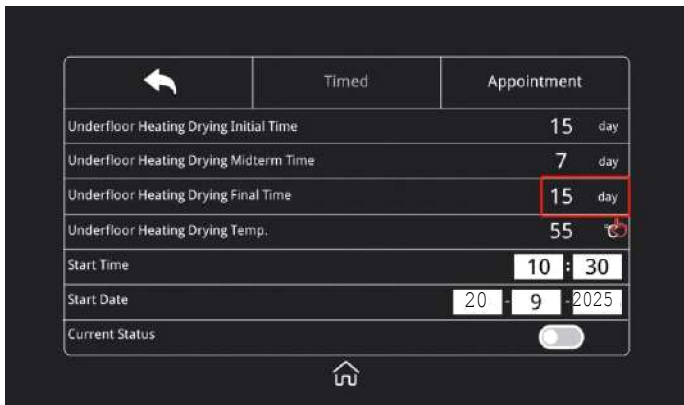 Timed Appointment
Underfloor Heating Drying Initial Time 15 day
Underfloor Heating Drying Midterm Time 7 day
Underfloor Heating Drying Final Time 15 day
Underfloor Heating Drying Temp. 55 ℃
Start Time 10 : 30
Start Date 20 - 9 - 2025
Current Status